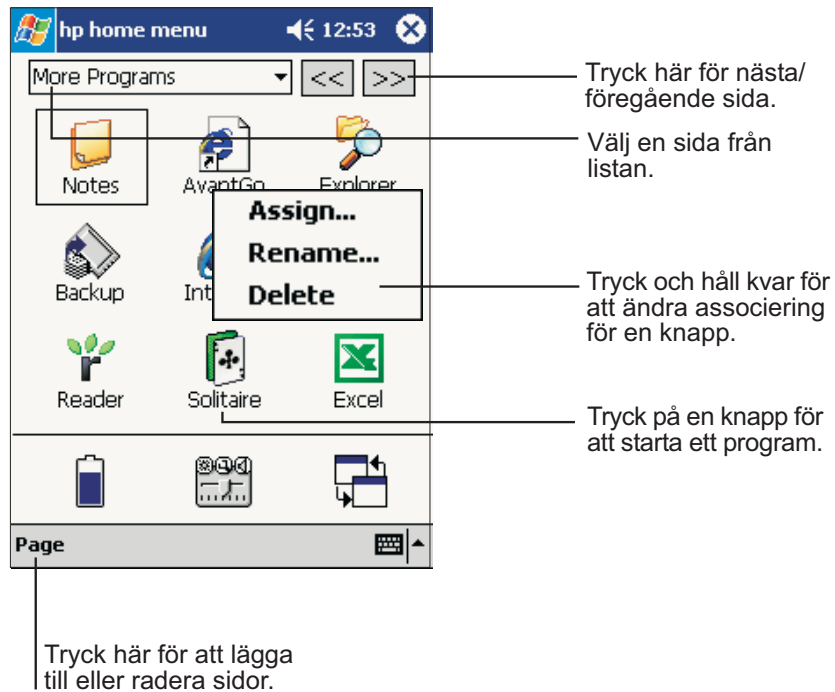 hp home menu 12:53
More Programs << >>
Tryck här för nästa/
föregående sida.
Välj en sida från
listan.
Notes AvantGo Explorer
Assign...
Rename...
Delete
Tryck och håll kvar för
att ändra associering
för en knapp.
Backup Int
Reader Solitaire Excel
Tryck på en knapp för
att starta ett program.
Page
Tryck här för att lägga
till eller radera sidor.